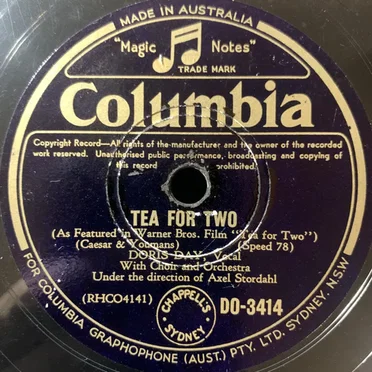 MADE IN AUSTRALIA
"Magic Notes"
TRADE MARK
Columbia
Copyright Record—All rights of the manufacturer and the owner of the recorded
work reserved. Unauthorised public performance, broadcasting and copying of
this record prohibited.
TEA FOR TWO
(As Featured in Warner Bros. Film "Tea for Two")
(Caesar & Youmans) (Speed 78)
DORIS DAY, Vocal
With Choir and Orchestra
Under the direction of Axel Stordahl
(RHCO4141) CHAPPELL'S SYDNEY DO-3414
FOR COLUMBIA GRAPHOPHONE (AUST.) PTY. LTD. SYDNEY, N.S.W.